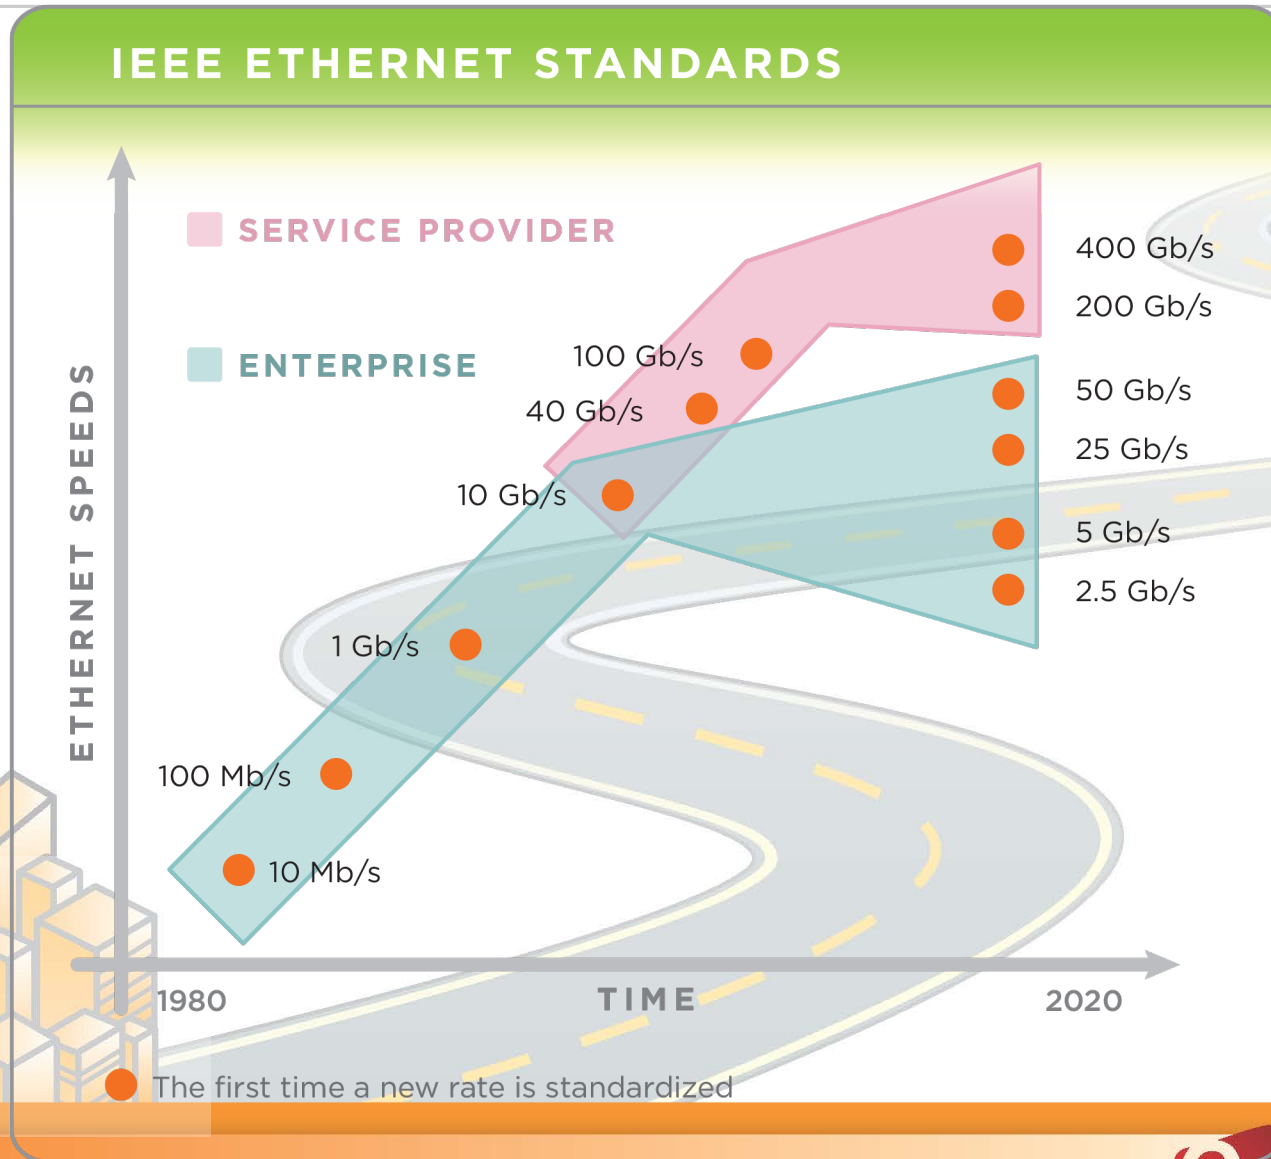 IEEE ETHERNET STANDARDS
SERVICE PROVIDER
ENTERPRISE
ETHERNET SPEEDS
400 Gb/s
200 Gb/s
100 Gb/s
50 Gb/s
40 Gb/s
25 Gb/s
10 Gb/s
5 Gb/s
2.5 Gb/s
1 Gb/s
100 Mb/s
10 Mb/s
1980
TIME
2020
The first time a new rate is standardized